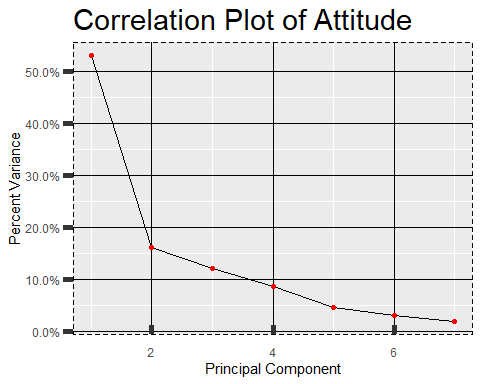 Correlation Plot of Attitude
50.0%
40.0%
30.0%
20.0%
10.0%
0.0%
Percent Variance
2 4 6
Principal Component